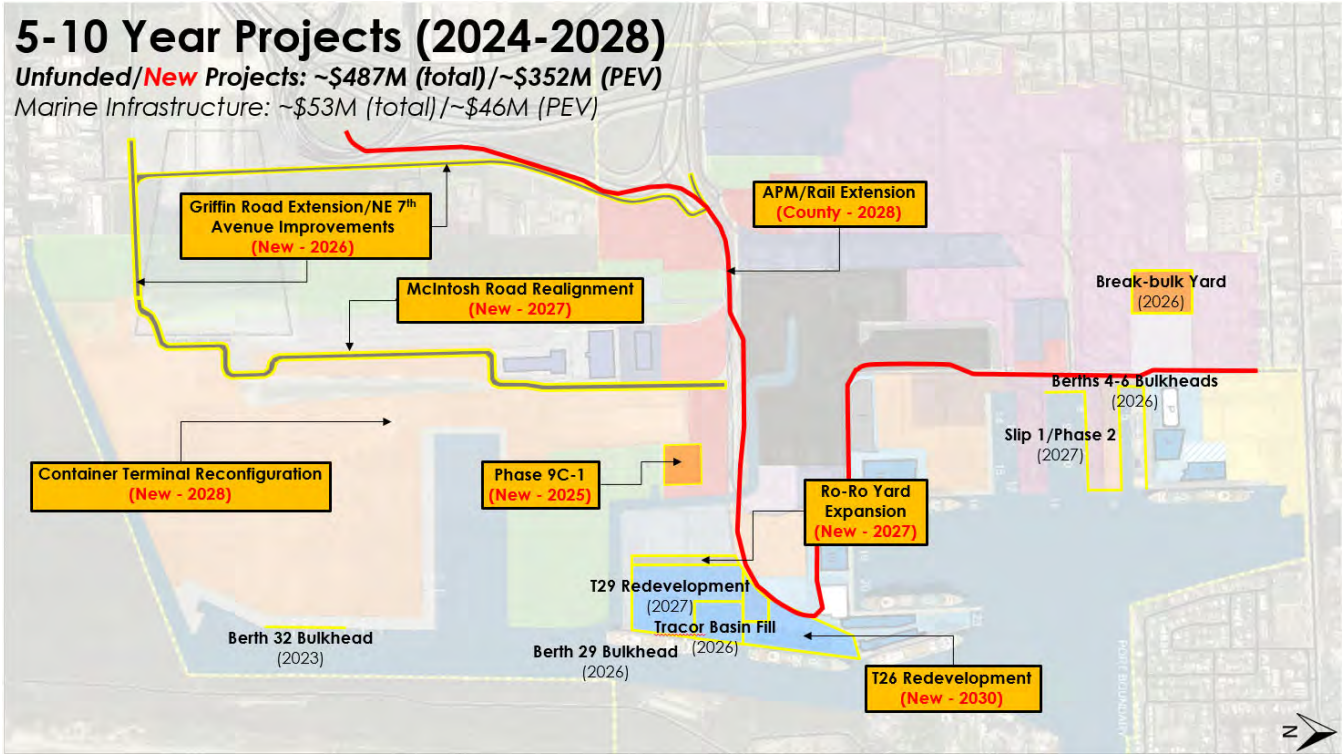 5-10 Year Projects (2024-2028)
Unfunded/New Projects: ~$487M (total)/~$352M (PEV)
Marine Infrastructure: ~$53M (total)/~$46M (PEV)
Griffin Road Extension/NE 7th
Avenue Improvements
(New - 2026)
APM/Rail Extension
(County - 2028)
McIntosh Road Realignment
(New - 2027)
Break-bulk Yard
(2026)
Berths 4-6 Bulkheads
(2026)
Slip 1/Phase 2
(2027)
Container Terminal Reconfiguration
(New - 2028)
Phase 9C-1
(New - 2025)
Ro-Ro Yard
Expansion
(New - 2027)
T29 Redevelopment
(2027)
Tracor Basin Fill
(2026)
Berth 32 Bulkhead
(2023)
Berth 29 Bulkhead
(2026)
T26 Redevelopment
(New - 2030)
PORT BOUNDARY
N